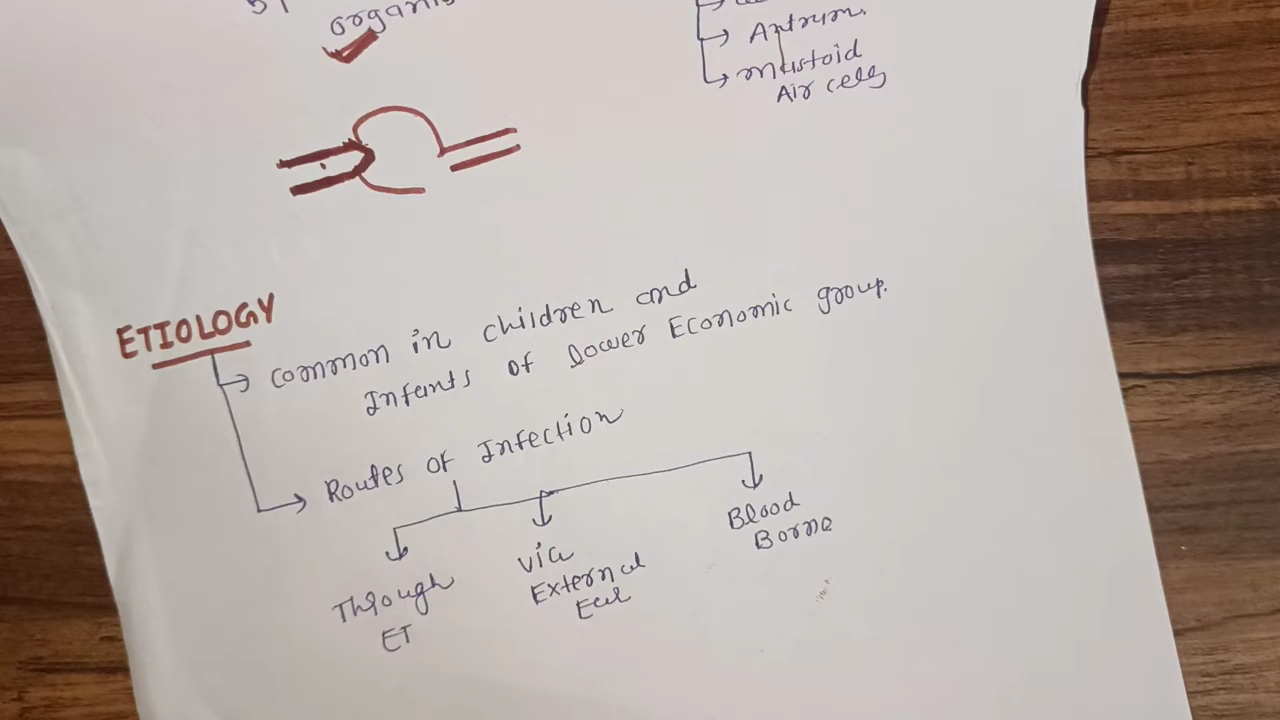 Antrum.
Mastoid
Air cells
ETIOLOGY
Common in children and
Infants of lower Economic group.
Routes of Infection
Through
ET
via
External
Ear
Blood
Borne